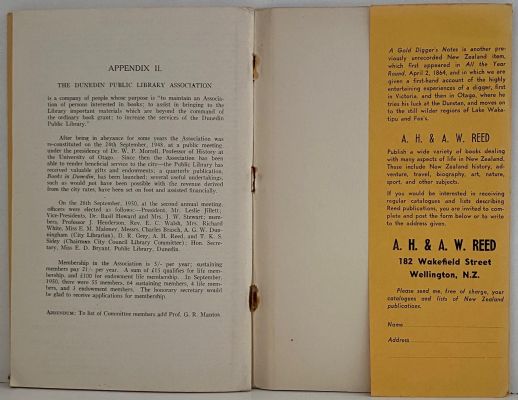 APPENDIX II.
THE DUNEDIN PUBLIC LIBRARY ASSOCIATION
is a company of people whose purpose is "to maintain an Associa-
tion of persons interested in books; to assist in bringing to the
Library important materials which are beyond the command of
the ordinary book grant; to increase the services of the Dunedin
Public Library."
After being in abeyance for some years the Association was
re-constituted on the 24th September, 1948, at a public meeting
under the presidency of Dr. W. P. Morrell, Professor of History at
the University of Otago. Since then the Association has been
able to render beneficial service to the city—the Public Library has
received valuable gifts and endowments; a quarterly publication,
Books in Dunedin, has been launched; several useful undertakings,
such as would not have been possible with the revenue derived
from the city rates, have been set on foot and assisted financially.
On the 26th September, 1950, at the second annual meeting,
officers were elected as follows:—President, Mr. Leslie Jillett;
Vice-Presidents, Dr. Basil Howard and Mrs. J. W. Stewart; mem-
bers, Professor J. Henderson, Rev. E. C. Walsh, Mrs. Richard
White, Miss E. M. Maloney, Messrs. Charles Brasch, A. G. W. Dun-
ningham (City Librarian), D. R. Grey, A. H. Reed, and T. K. S.
Sidey (Chairman City Council Library Committee); Hon. Secre-
tary, Miss E. D. Bryant, Public Library, Dunedin.
Membership in the Association is 5/- per year; sustaining
members pay 21/- per year. A sum of £15 qualifies for life mem-
bership, and £100 for endowment life membership. In September,
1950, there were 55 members, 64 sustaining members, 4 life mem-
bers, and 3 endowment members. The honorary secretary would
be glad to receive applications for membership.
ADDENDUM: To list of Committee members add Prof. G. R. Manton.
A Gold Digger's Notes is another pre-
viously unrecorded New Zealand item,
which first appeared in All the Year
Round, April 2, 1864, and in which we are
given a first-hand account of the highly
entertaining experiences of a digger, first
in Victoria, and then in Otago, where he
tries his luck at the Dunstan, and moves on
to the still wilder regions of Lake Waka-
tipu and Fox's.
A. H. & A. W. REED
Publish a wide variety of books dealing
with many aspects of life in New Zealand.
These include New Zealand history, ad-
venture, travel, biography, art, nature,
sport, and other subjects.
If you would be interested in receiving
regular catalogues and lists describing
Reed publications, you are invited to com-
plete and post the form below or to write
to the address given.
A. H. & A. W. REED
182 Wakefield Street
Wellington, N.Z.
Please send me, free of charge, your
catalogues and lists of New Zealand
publications.
Name
Address